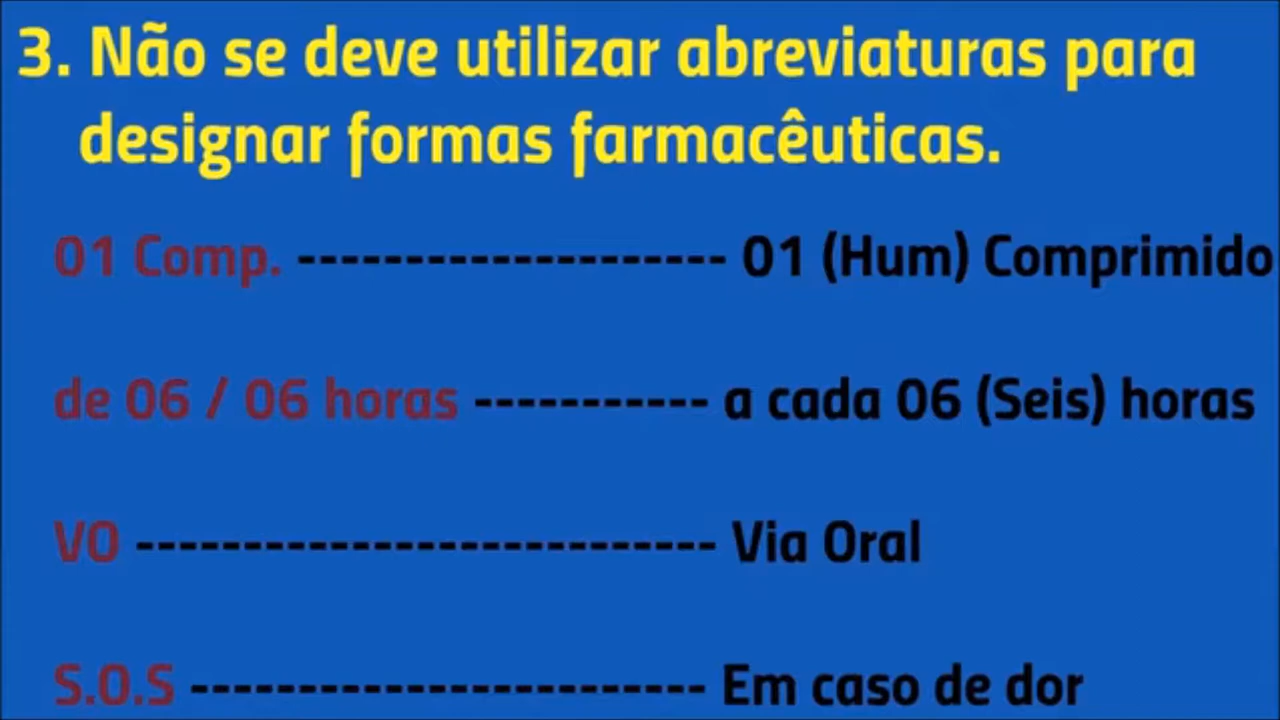 3. Não se deve utilizar abreviaturas para
designar formas farmacêuticas.
01 Comp. -------------------- 01 (Hum) Comprimido
de 06 / 06 horas ----------- a cada 06 (Seis) horas
VO --------------------------- Via Oral
S.O.S ------------------------ Em caso de dor